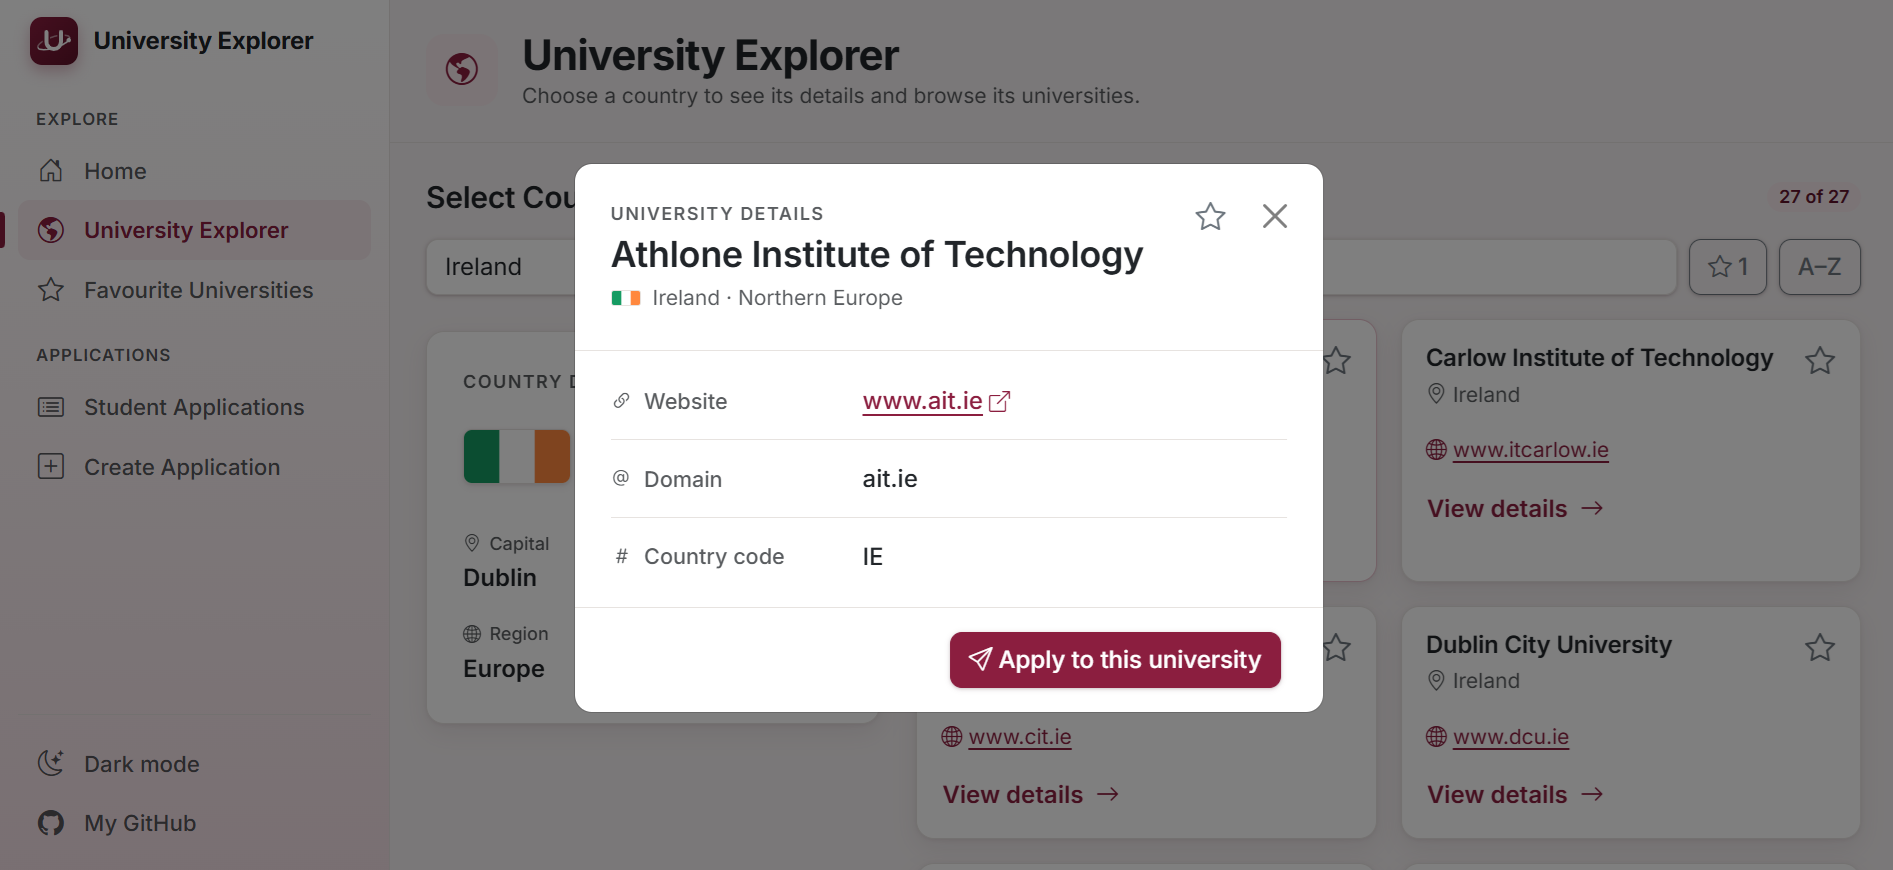 University Explorer
EXPLORE
Home
University Explorer
Favourite Universities
APPLICATIONS
Student Applications
Create Application
Dark mode
My GitHub
University Explorer
Choose a country to see its details and browse its universities.
Select Cou
27 of 27
Ireland
1
A–Z
COUNTRY
Capital
Dublin
Region
Europe
UNIVERSITY DETAILS
Athlone Institute of Technology
Ireland · Northern Europe
Website
www.ait.ie
@ Domain
ait.ie
# Country code
IE
Apply to this university
Carlow Institute of Technology
Ireland
www.itcarlow.ie
View details →
www.cit.ie
View details →
Dublin City University
Ireland
www.dcu.ie
View details →